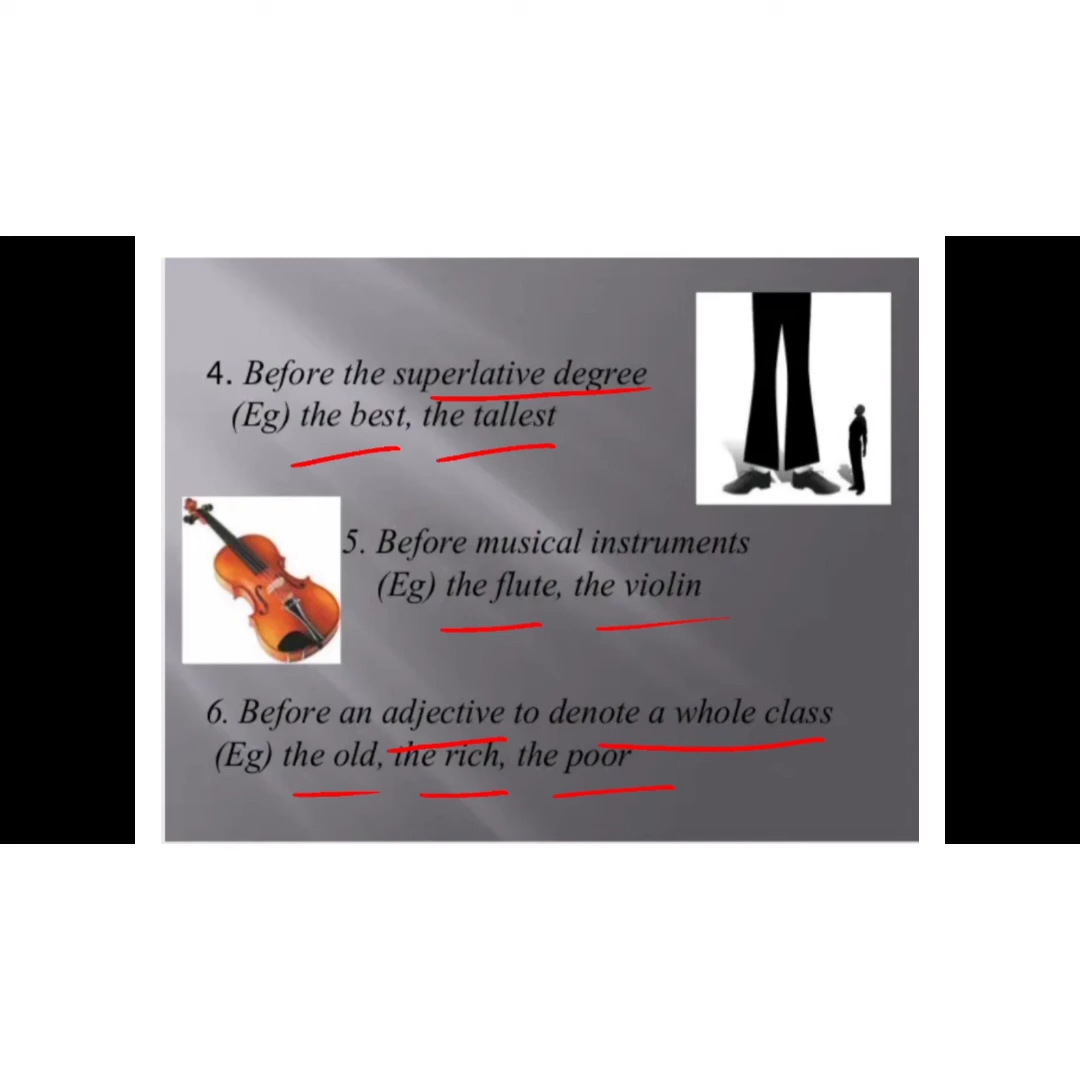 4. Before the superlative degree
(Eg) the best, the tallest
5. Before musical instruments
(Eg) the flute, the violin
6. Before an adjective to denote a whole class
(Eg) the old, the rich, the poor